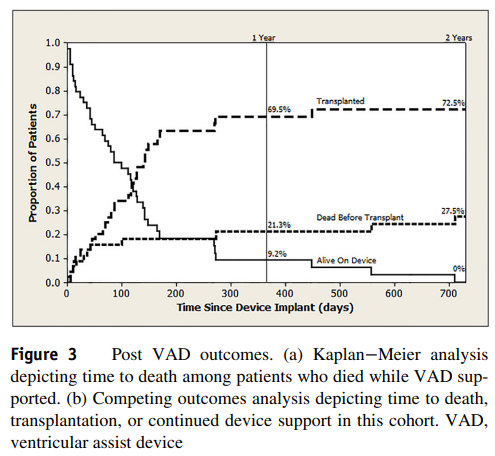 1 Year 2 Years
1.0
0.9
0.8
0.7
0.6
0.5
0.4
0.3
0.2
0.1
0.0
Proportion of Patients
69.5% Transplanted 72.5%
21.3% Dead Before Transplant 27.5%
9.2% Alive On Device 0%
0 100 200 300 400 500 600 700
Time Since Device Implant (days)
Figure 3 Post VAD outcomes. (a) Kaplan−Meier analysis
depicting time to death among patients who died while VAD sup-
ported. (b) Competing outcomes analysis depicting time to death,
transplantation, or continued device support in this cohort. VAD,
ventricular assist device